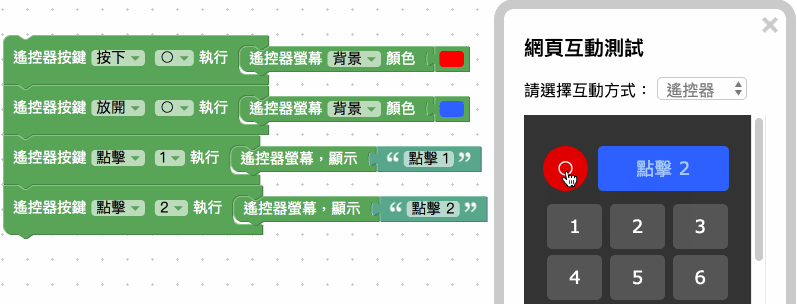 遙控器按鍵 按下 ○ 執行 遙控器螢幕 背景 顏色
遙控器按鍵 放開 ○ 執行 遙控器螢幕 背景 顏色
遙控器按鍵 點擊 1 執行 遙控器螢幕，顯示 “ 點擊 1 ”
遙控器按鍵 點擊 2 執行 遙控器螢幕，顯示 “ 點擊 2 ”
×
網頁互動測試
請選擇互動方式： 遙控器
○ 點擊 2
1 2 3
4 5 6